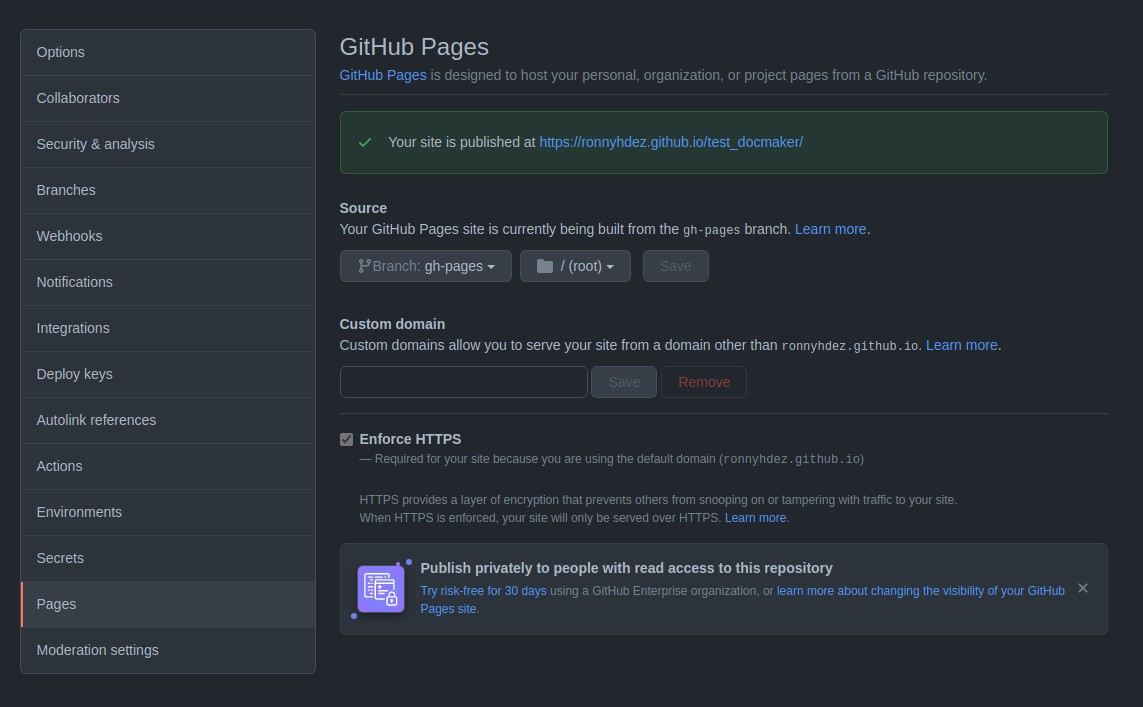 Options
Collaborators
Security & analysis
Branches
Webhooks
Notifications
Integrations
Deploy keys
Autolink references
Actions
Environments
Secrets
Pages
Moderation settings
GitHub Pages
GitHub Pages is designed to host your personal, organization, or project pages from a GitHub repository.
Your site is published at https://ronnyhdez.github.io/test_docmaker/
Source
Your GitHub Pages site is currently being built from the gh-pages branch. Learn more.
Branch: gh-pages / (root) Save
Custom domain
Custom domains allow you to serve your site from a domain other than ronnyhdez.github.io. Learn more.
Save Remove
Enforce HTTPS
— Required for your site because you are using the default domain (ronnyhdez.github.io)
HTTPS provides a layer of encryption that prevents others from snooping on or tampering with traffic to your site.
When HTTPS is enforced, your site will only be served over HTTPS. Learn more.
Publish privately to people with read access to this repository
Try risk-free for 30 days using a GitHub Enterprise organization, or learn more about changing the visibility of your GitHub
Pages site.